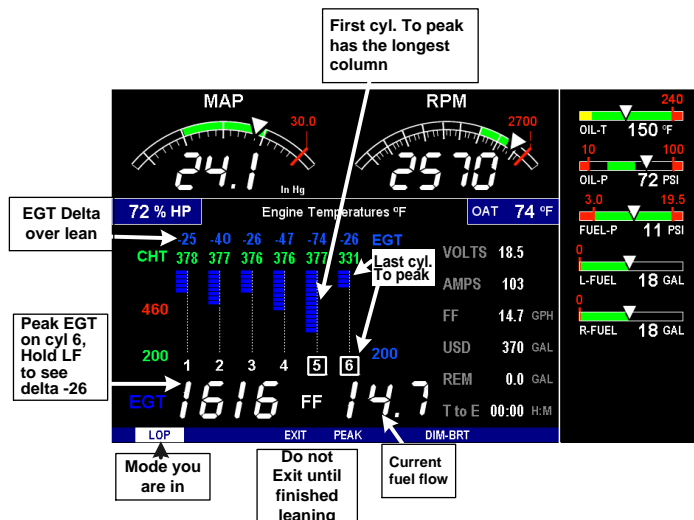 First cyl. To peak
has the longest
column
MAP
RPM
30.0
2700
24.1
In Hg
2570
240
OIL-T 150 ºF
10 100
OIL-P 72 PSI
3.0 19.5
FUEL-P 11 PSI
0
L-FUEL 18 GAL
0
R-FUEL 18 GAL
EGT Delta
over lean
72 % HP
Engine Temperatures ºF
OAT 74 ºF
-25 -40 -26 -47 -74 -26 EGT
CHT 378 377 376 376 377 331
Last cyl.
To peak
460
200
200
1 2 3 4 5 6
VOLTS 18.5
AMPS 103
FF 14.7 GPH
USD 370 GAL
REM 0.0 GAL
T to E 00:00 H:M
Peak EGT
on cyl 6,
Hold LF
to see
delta -26
EGT 1616 FF 14.7
LOP EXIT PEAK DIM-BRT
Mode you
are in
Do not
Exit until
finished
leaning
Current
fuel flow